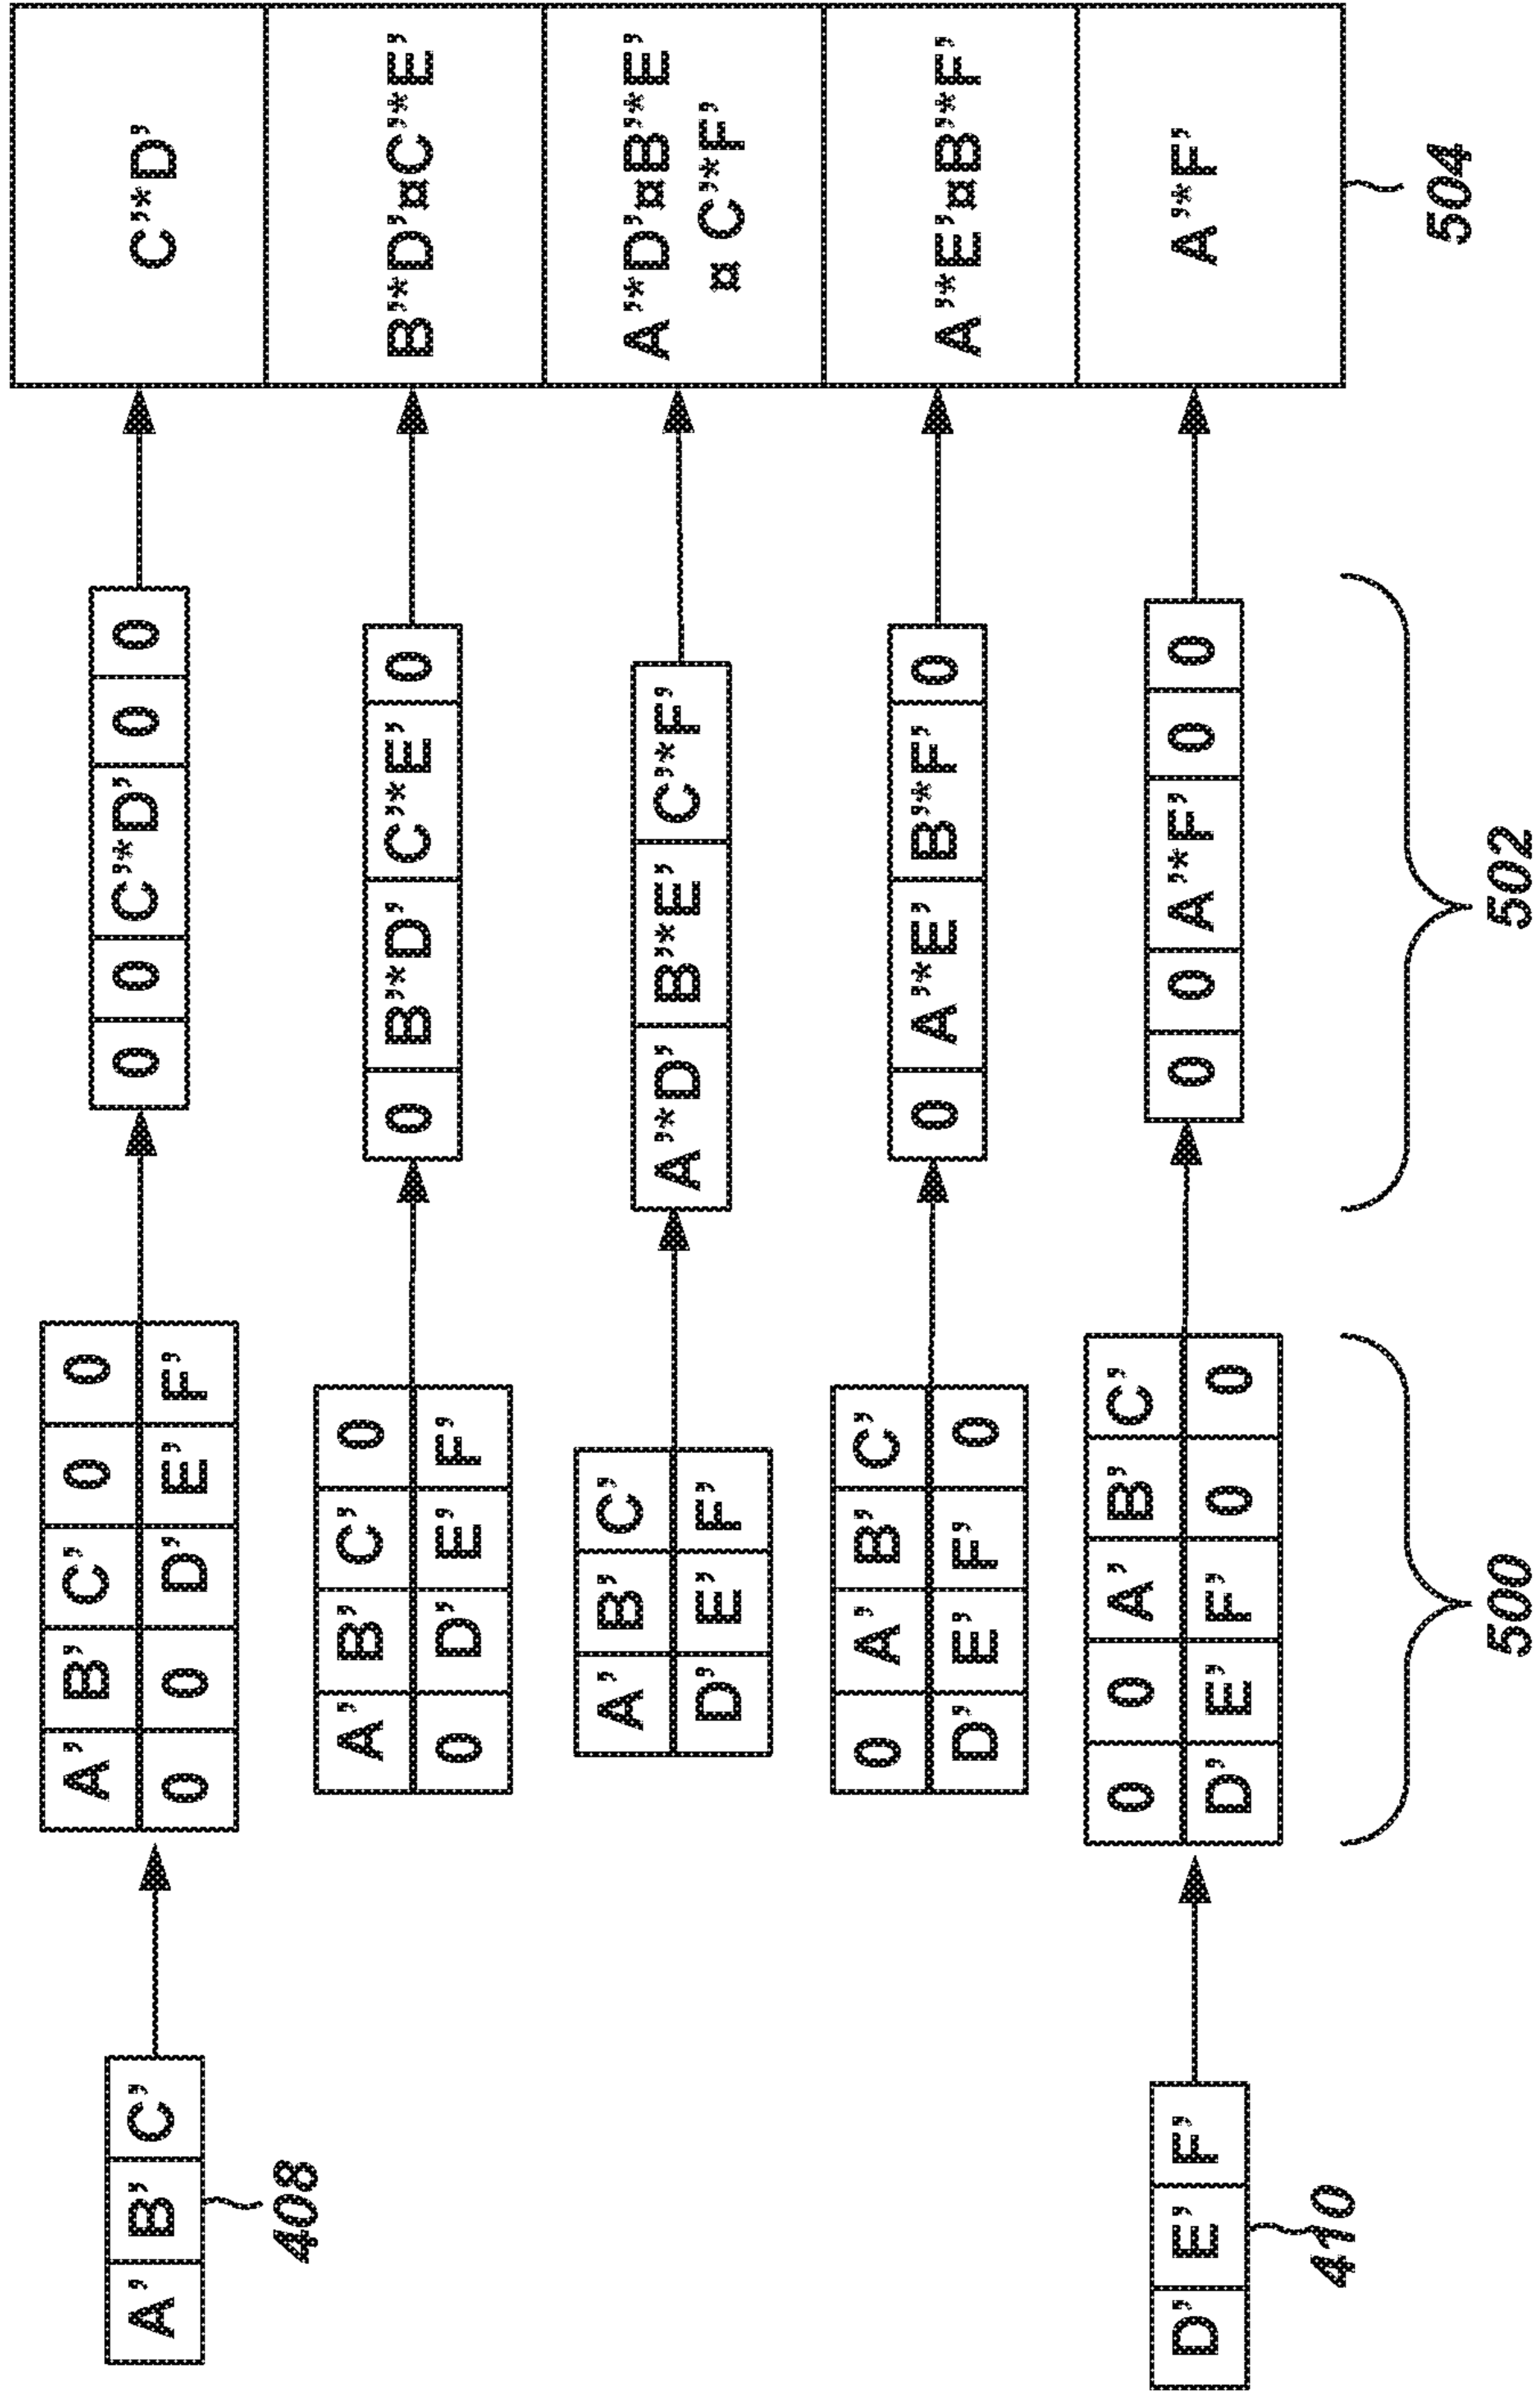 A' B' C' 0 0
A' B' C' 0 0 C'*D' 0 0 C'*D'
0 0 D' E' F'
408
A' B' C' 0
0 B'*D' C'*E' 0 B'*D'¤C'*E'
0 D' E' F'
A' B' C'
A'*D' B'*E' C'*F' A'*D'¤B'*E'
D' E' F' ¤ C'*F'
0 A' B' C'
0 A'*E' B'*F' 0 A'*E'¤B'*F'
D' E' F' 0
0 0 A' B' C'
D' E' F' 0 0 A'*F' 0 0 A'*F'
D' E' F' 0 0
410
504
500 502